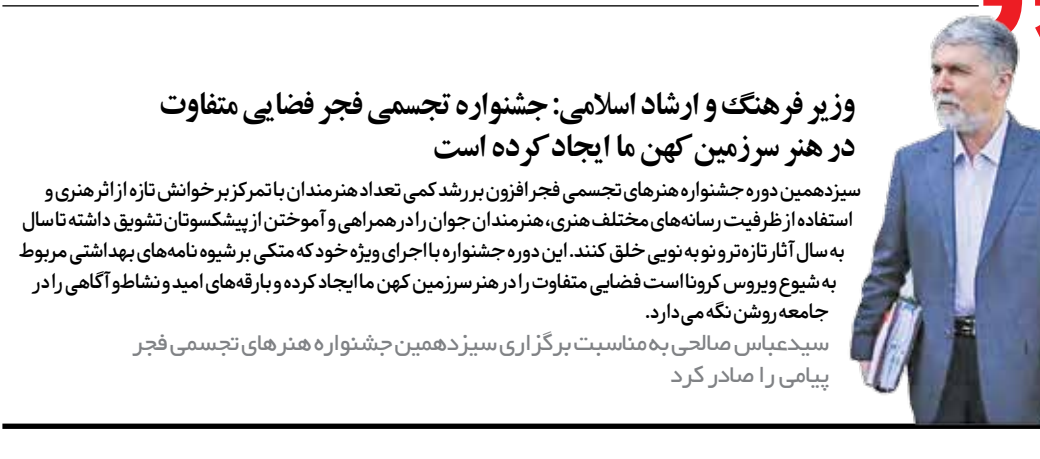 وزیر فرهنگ و ارشاد اسلامی: جشنواره تجسمی فجر فضایی متفاوت
در هنر سرزمین کهن ما ایجاد کرده است
سیزدهمین دوره جشنواره هنرهای تجسمی فجر افزون بر رشد کمی تعداد هنرمندان با تمرکز بر خوانش تازه از اثر هنری و
استفاده از ظرفیت رسانه‌های مختلف هنری، هنرمندان جوان را در همراهی و آموختن از پیشکسوتان تشویق داشته تا سال
به سال آثار تازه‌تر و نو به نویی خلق کنند. این دوره جشنواره با اجرای ویژه خود که متکی بر شیوه نامه‌های بهداشتی مربوط
به شیوع ویروس کرونا است فضایی متفاوت را در هنر سرزمین کهن ما ایجاد کرده و بارقه‌های امید و نشاط و آگاهی را در
جامعه روشن نگه می‌دارد.
سیدعباس صالحی به مناسبت برگزاری سیزدهمین جشنواره هنرهای تجسمی فجر
پیامی را صادر کرد